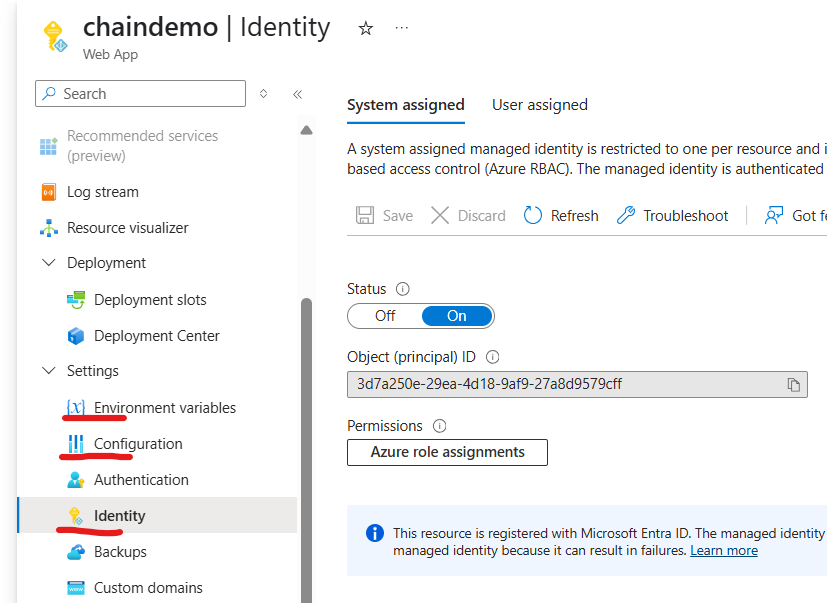 chaindemo | Identity
Web App
Search
Recommended services
(preview)
Log stream
Resource visualizer
Deployment
Deployment slots
Deployment Center
Settings
Environment variables
Configuration
Authentication
Identity
Backups
Custom domains
System assigned
User assigned
A system assigned managed identity is restricted to one per resource and i
based access control (Azure RBAC). The managed identity is authenticated
Save
Discard
Refresh
Troubleshoot
Got fe
Status
Off
On
Object (principal) ID
3d7a250e-29ea-4d18-9af9-27a8d9579cff
Permissions
Azure role assignments
This resource is registered with Microsoft Entra ID. The managed identity
managed identity because it can result in failures. Learn more